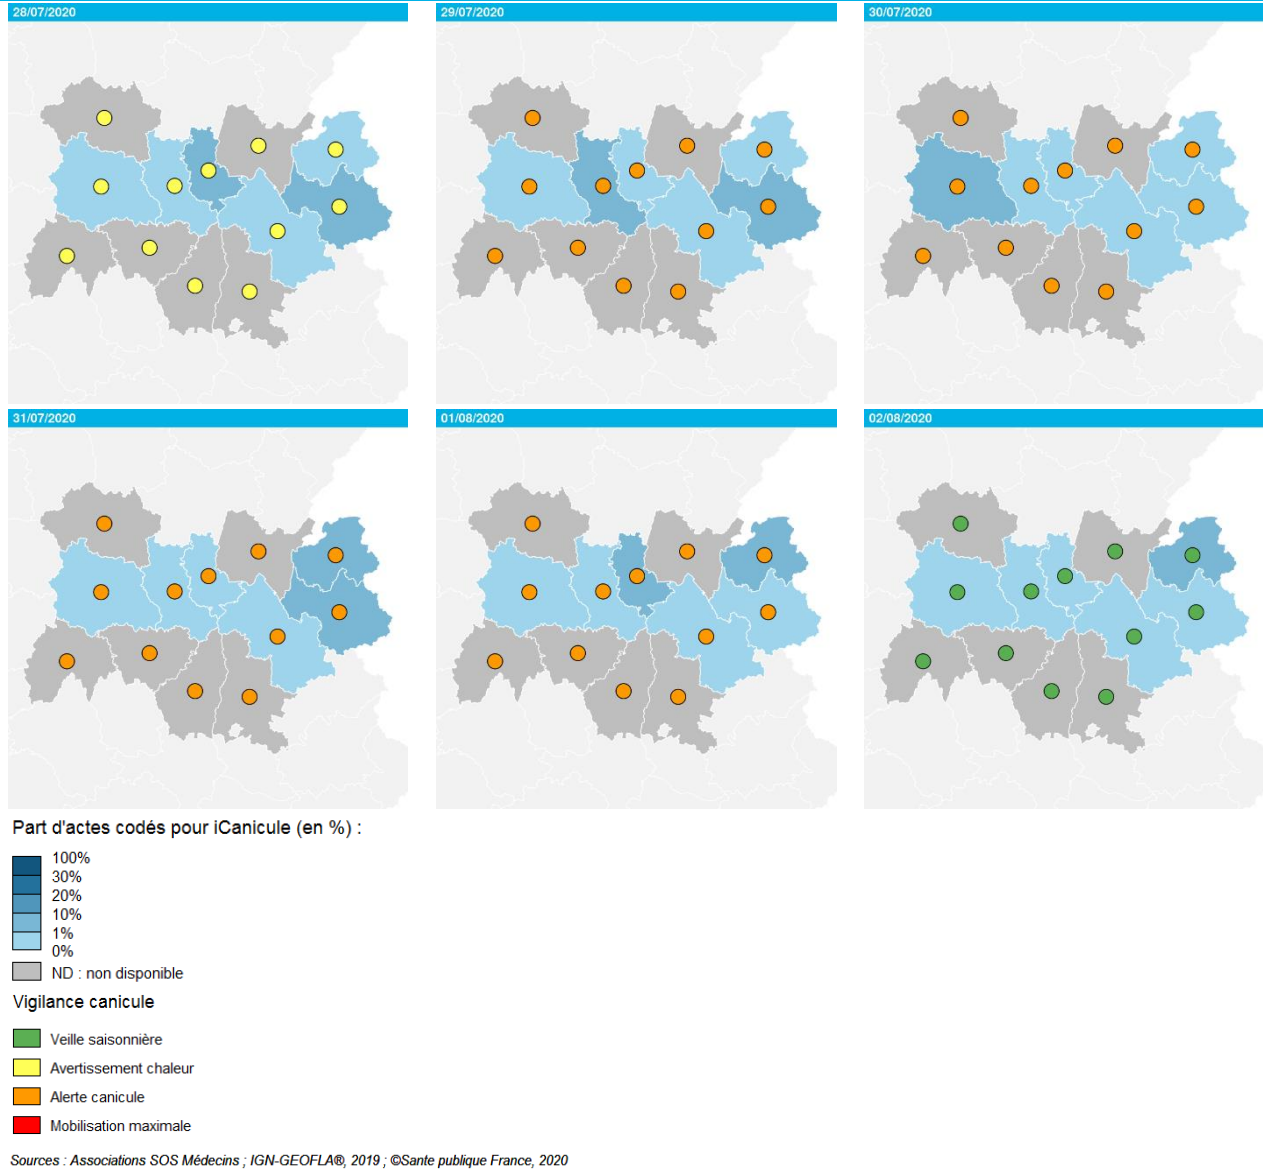 28/07/2020
29/07/2020
30/07/2020
31/07/2020
01/08/2020
02/08/2020
Part d'actes codés pour iCanicule (en %) :
100%
30%
20%
10%
1%
0%
ND : non disponible
Vigilance canicule
Veille saisonnière
Avertissement chaleur
Alerte canicule
Mobilisation maximale
Sources : Associations SOS Médecins ; IGN-GEOFLA®, 2019 ; ©Sante publique France, 2020